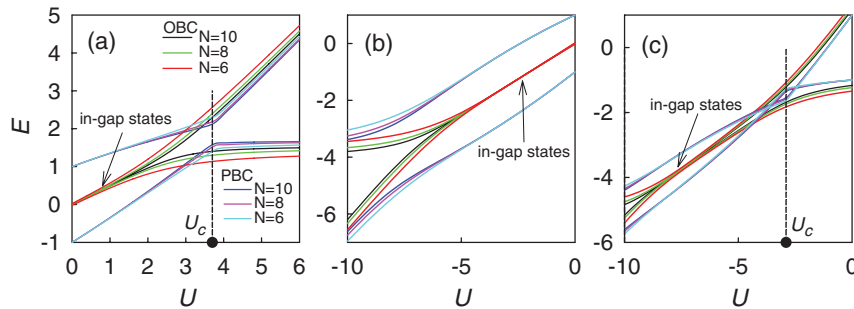 (a)
OBC
N=10
N=8
N=6
in-gap states
PBC
N=10
N=8
N=6
U_c
E
5
4
3
2
1
0
-1
0 1 2 3 4 5 6
U
(b)
in-gap states
0
-2
-4
-6
-10 -5 0
U
(c)
in-gap states
U_c
0
-2
-4
-6
-10 -5 0
U